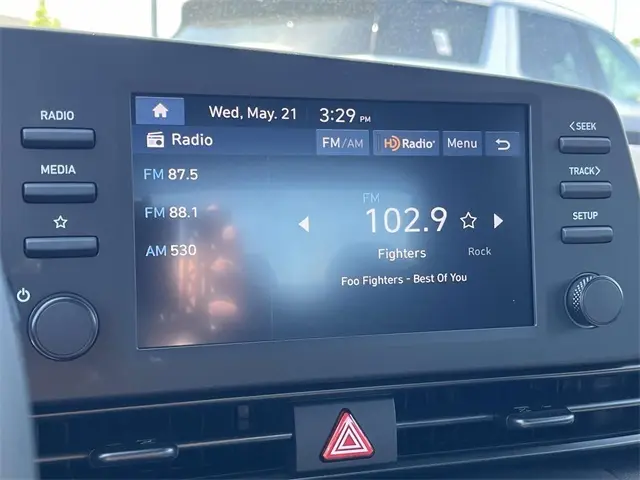 RADIO
MEDIA
Wed, May. 21 3:29 PM
Radio FM/AM HD Radio Menu
FM 87.5
FM 88.1
AM 530
FM
102.9
Fighters Rock
Foo Fighters - Best Of You
< SEEK
TRACK >
SETUP